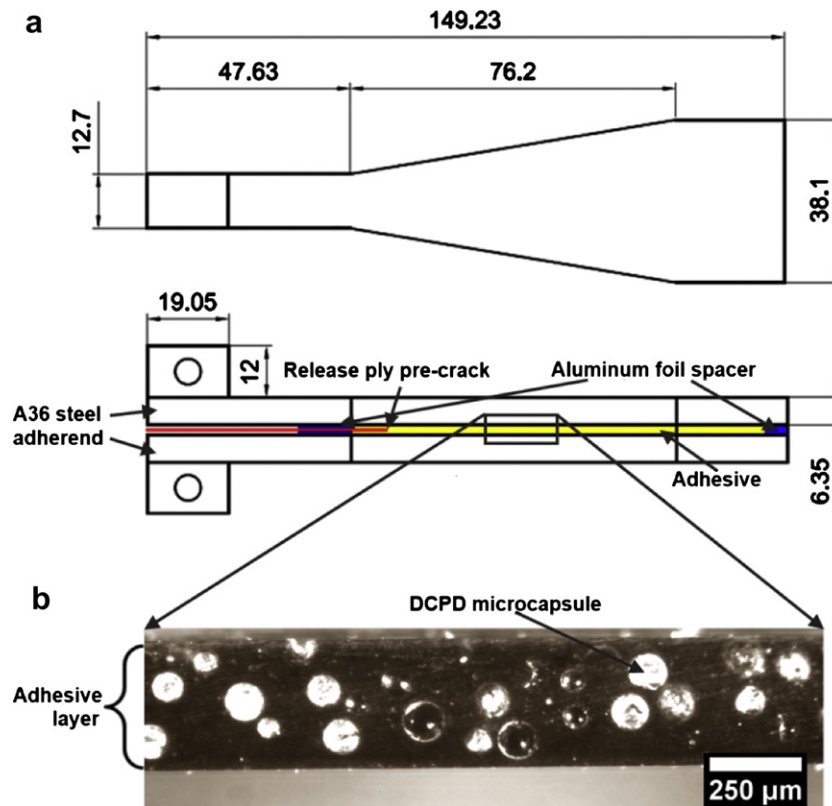 a
149.23
47.63
76.2
12.7
38.1
19.05
12
Release ply pre-crack
Aluminum foil spacer
A36 steel
adherend
Adhesive
6.35
b
DCPD microcapsule
Adhesive
layer
250 μm